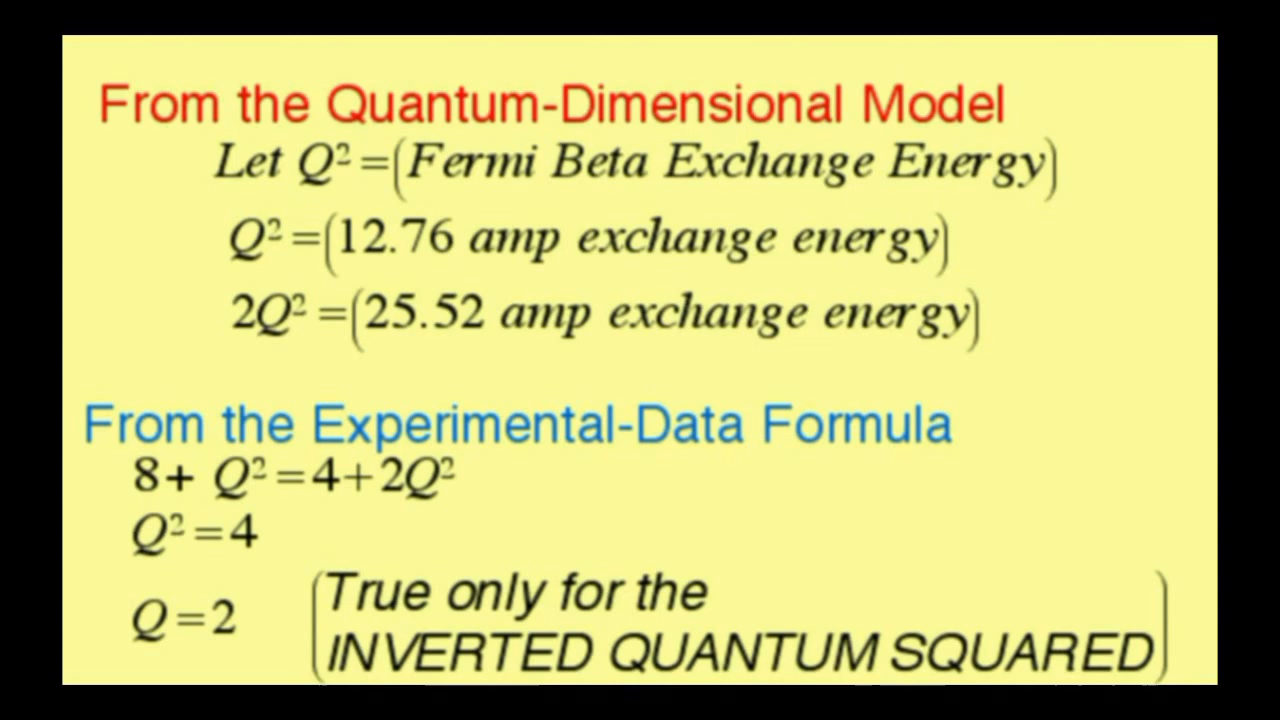 From the Quantum-Dimensional Model
Let Q² =(Fermi Beta Exchange Energy)
Q² =(12.76 amp exchange energy)
2Q² =(25.52 amp exchange energy)
From the Experimental-Data Formula
8+ Q² =4+2Q²
Q² =4
Q=2 (True only for the
INVERTED QUANTUM SQUARED)